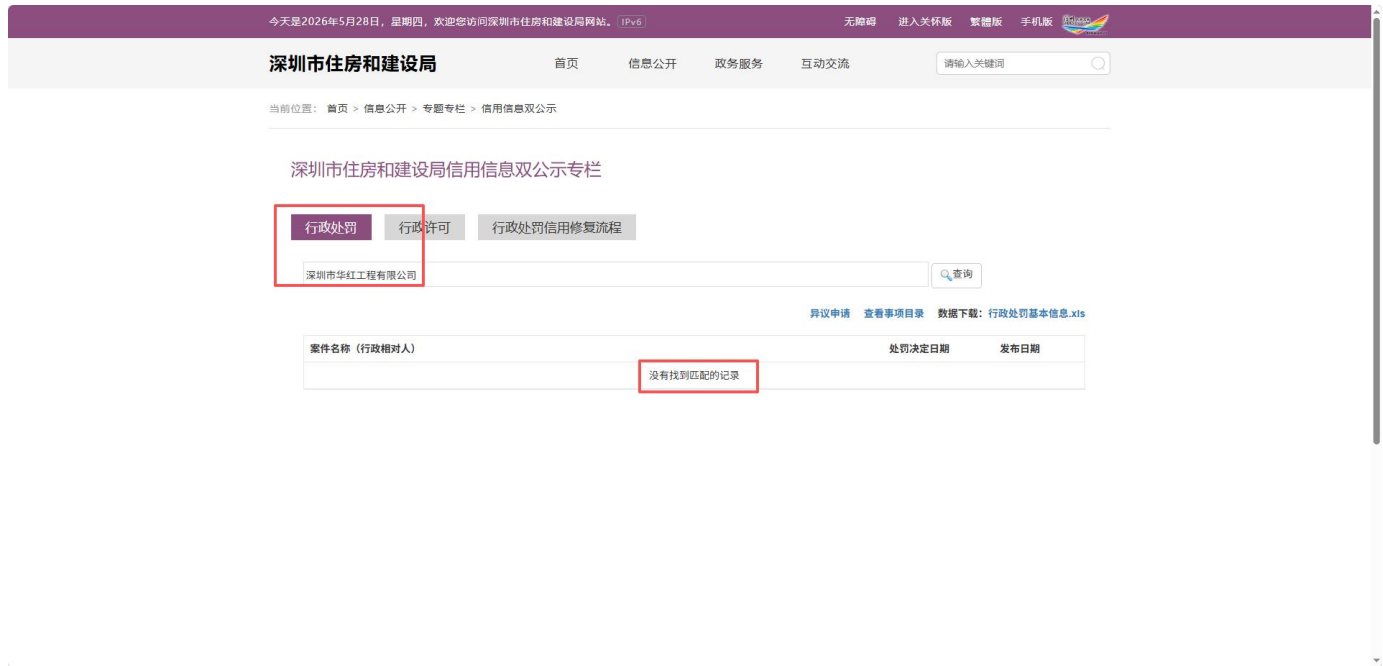 今天是2026年5月28日，星期四，欢迎您访问深圳市住房和建设局网站。 IPv6 无障碍 进入关怀版 繁體版 手机版
深圳市住房和建设局 首页 信息公开 政务服务 互动交流 请输入关键词
当前位置： 首页 > 信息公开 > 专题专栏 > 信用信息双公示
深圳市住房和建设局信用信息双公示专栏
行政处罚 行政许可 行政处罚信用修复流程
深圳市华红工程有限公司 查询
异议申请 查看事项目录 数据下载：行政处罚基本信息.xls
案件名称（行政相对人） 处罚决定日期 发布日期
没有找到匹配的记录